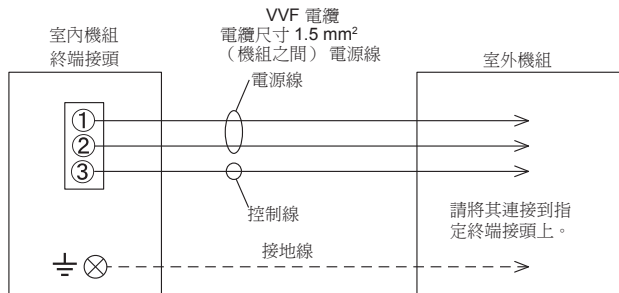 VVF 電纜
電纜尺寸 1.5 mm²
（機組之間） 電源線
室內機組
終端接頭
室外機組
電源線
①
②
③
控制線
請將其連接到指
定終端接頭上。
接地線